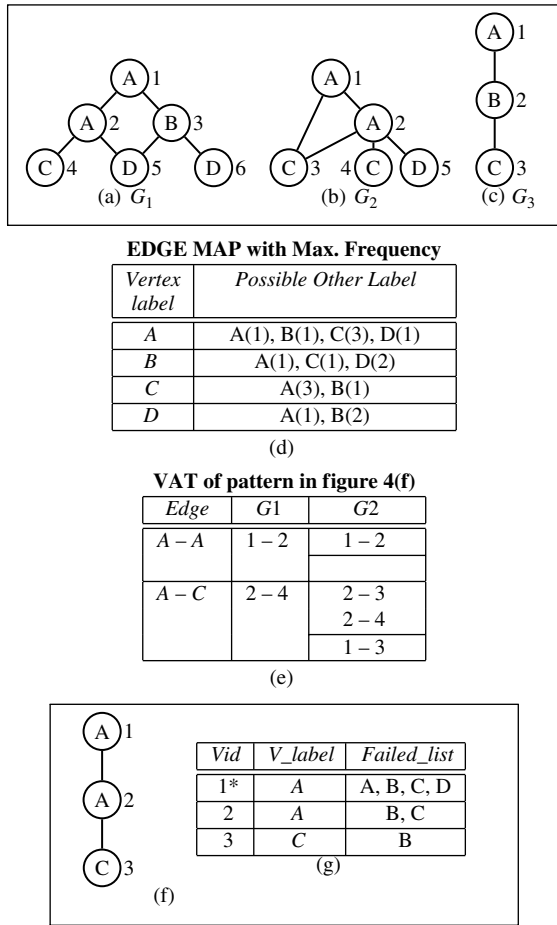 A 1
A 2 B 3
C 4 D 5 D 6
(a) G1
A 1
A 2
C 3 4 C D 5
(b) G2
A 1
B 2
C 3
(c) G3
EDGE MAP with Max. Frequency
Vertex label Possible Other Label
A A(1), B(1), C(3), D(1)
B A(1), C(1), D(2)
C A(3), B(1)
D A(1), B(2)
(d)
VAT of pattern in figure 4(f)
Edge G1 G2
A – A 1 – 2 1 – 2
A – C 2 – 4 2 – 3
2 – 4
1 – 3
(e)
A 1
A 2
C 3
(f)
Vid V_label Failed_list
1* A A, B, C, D
2 A B, C
3 C B
(g)